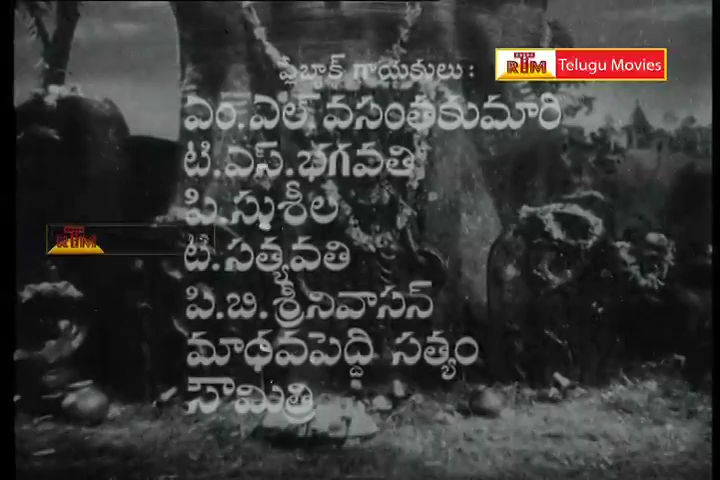 ప్లేబ్యాక్ గాయకులు:
RTM Telugu Movies
ఎం.ఎల్ వసంతకుమారి
టి.ఎస్.భగవతి
పి.సుశీల
RTM
టి.సత్యవతి
పి.బి.శ్రీనివాసన్
మాధవపెద్ది సత్యం
సౌమిత్రి